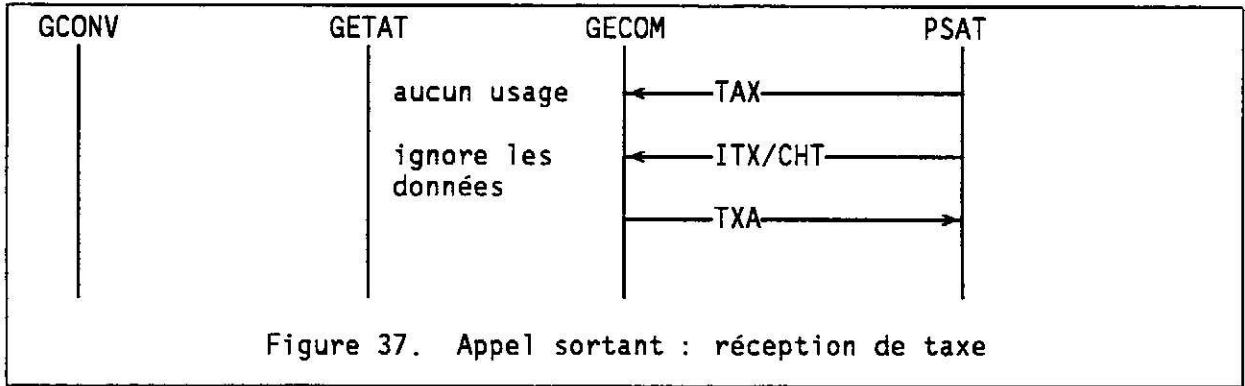 GCONV GETAT GECOM PSAT
aucun usage TAX
ignore les ITX/CHT
données
TXA
Figure 37. Appel sortant : réception de taxe